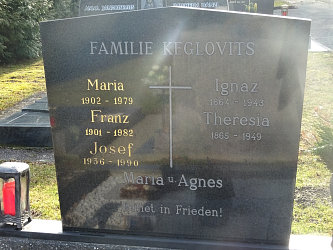 FAMILIE KEGLOVITS
Maria
1902 - 1979
Franz
1901 - 1982
Josef
1936 - 1990
Ignaz
1864 - 1943
Theresia
1865 - 1949
Maria u. Agnes
in Frieden!